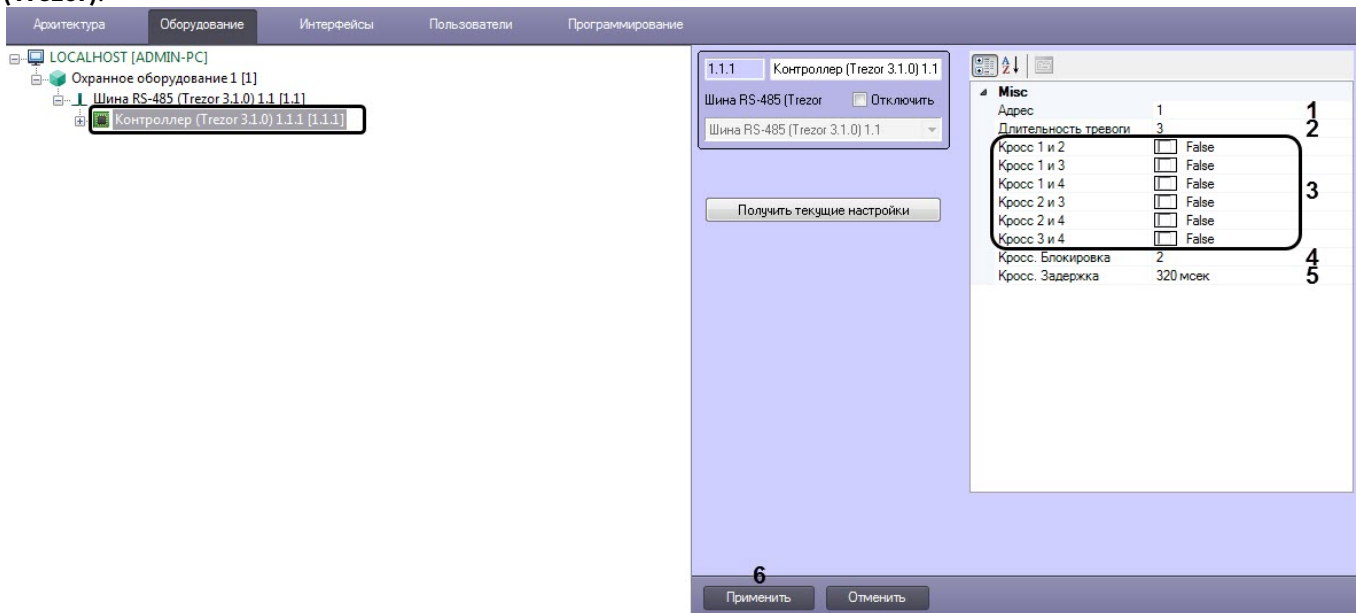 (Trezor).
Архитектура Оборудование Интерфейсы Пользователи Программирование
LOCALHOST [ADMIN-PC]
Охранное оборудование 1 [1]
Шина RS-485 (Trezor 3.1.0) 1.1 [1.1]
Контроллер (Trezor 3.1.0) 1.1.1 [1.1.1]
1.1.1 Контроллер (Trezor 3.1.0) 1.1
Шина RS-485 (Trezor Отключить
Шина RS-485 (Trezor 3.1.0) 1.1
Получить текущие настройки
Misc
Адрес 1 1
Длительность тревоги 3 2
Кросс 1 и 2 False
Кросс 1 и 3 False
Кросс 1 и 4 False
3
Кросс 2 и 3 False
Кросс 2 и 4 False
Кросс 3 и 4 False
Кросс. Блокировка 2 4
Кросс. Задержка 320 мсек 5
6
Применить Отменить